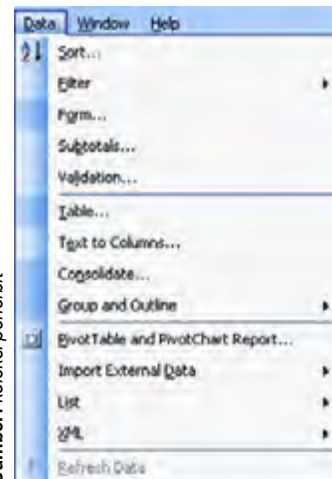 Data Window Help
Sort...
Filter
Form...
Subtotals...
Validation...
Table...
Text to Columns...
Consolidate...
Group and Outline
PivotTable and PivotChart Report...
Import External Data
List
XML
Refresh Data